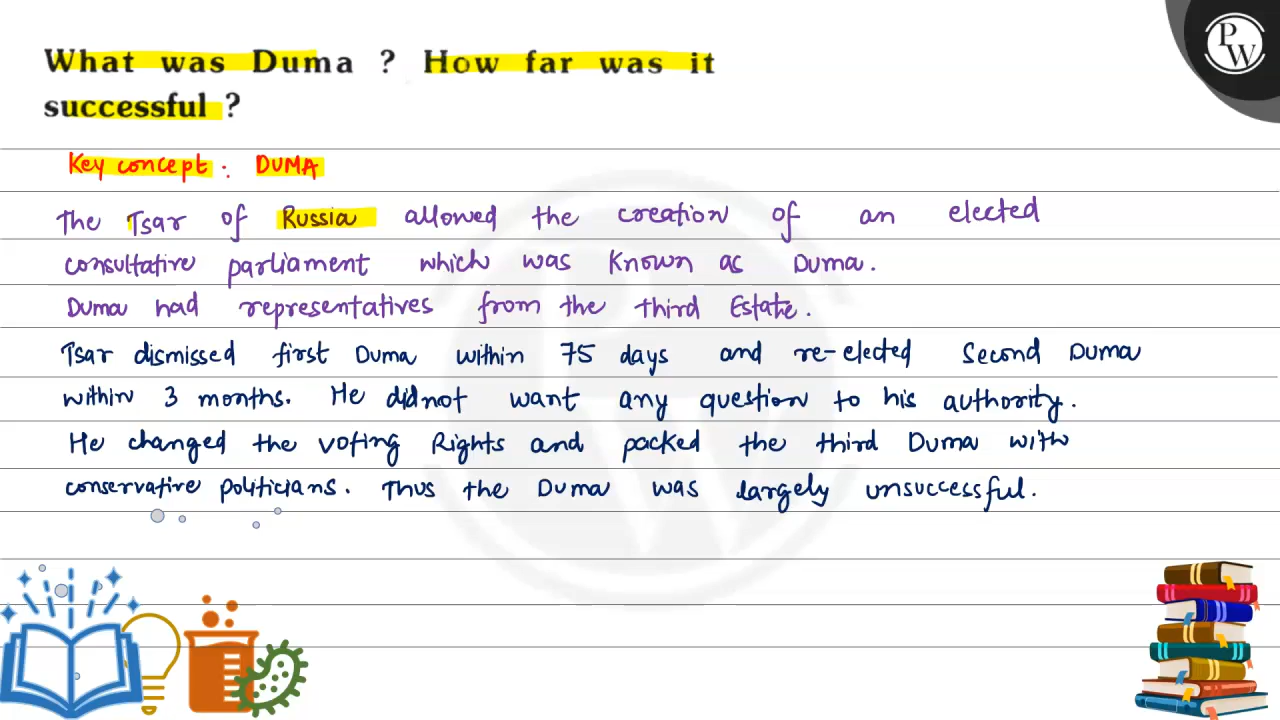 What was Duma ? How far was it
successful ?
Key concept : DUMA
The Tsar of Russia allowed the creation of an elected
consultative parliament which was known as Duma.
Duma had representatives from the third Estate.
Tsar dismissed first Duma within 75 days and re-elected Second Duma
within 3 months. He didnot want any question to his authority.
He changed the voting Rights and packed the third Duma with
conservative politicians. Thus the Duma was largely unsuccessful.
PW